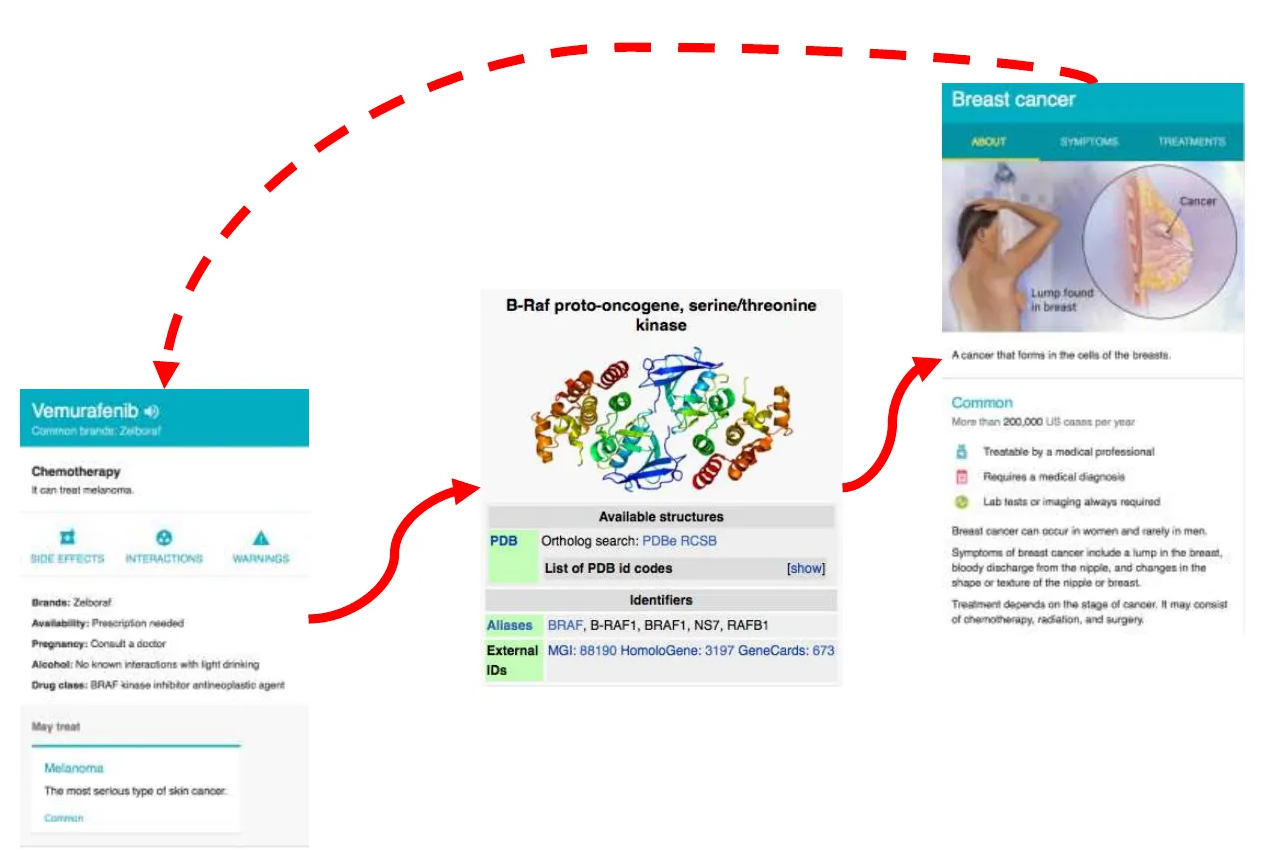 Vemurafenib
Common brands: Zelboraf
Chemotherapy
It can treat melanoma.
SIDE EFFECTS INTERACTIONS WARNINGS
Brands: Zelboraf
Availability: Prescription needed
Pregnancy: Consult a doctor
Alcohol: No known interactions with light drinking
Drug class: BRAF kinase inhibitor antineoplastic agent
May treat
Melanoma
The most serious type of skin cancer.
Common
B-Raf proto-oncogene, serine/threonine
kinase
Available structures
PDB Ortholog search: PDBe RCSB
List of PDB id codes [show]
Identifiers
Aliases BRAF, B-RAF1, BRAF1, NS7, RAFB1
External MGI: 88190 HomoloGene: 3197 GeneCards: 673
IDs
Breast cancer
ABOUT SYMPTOMS TREATMENTS
Cancer
Lump found
in breast
A cancer that forms in the cells of the breasts.
Common
More than 200,000 US cases per year
Treatable by a medical professional
Requires a medical diagnosis
Lab tests or imaging always required
Breast cancer can occur in women and rarely in men.
Symptoms of breast cancer include a lump in the breast,
bloody discharge from the nipple, and changes in the
shape or texture of the nipple or breast.
Treatment depends on the stage of cancer. It may consist
of chemotherapy, radiation, and surgery.